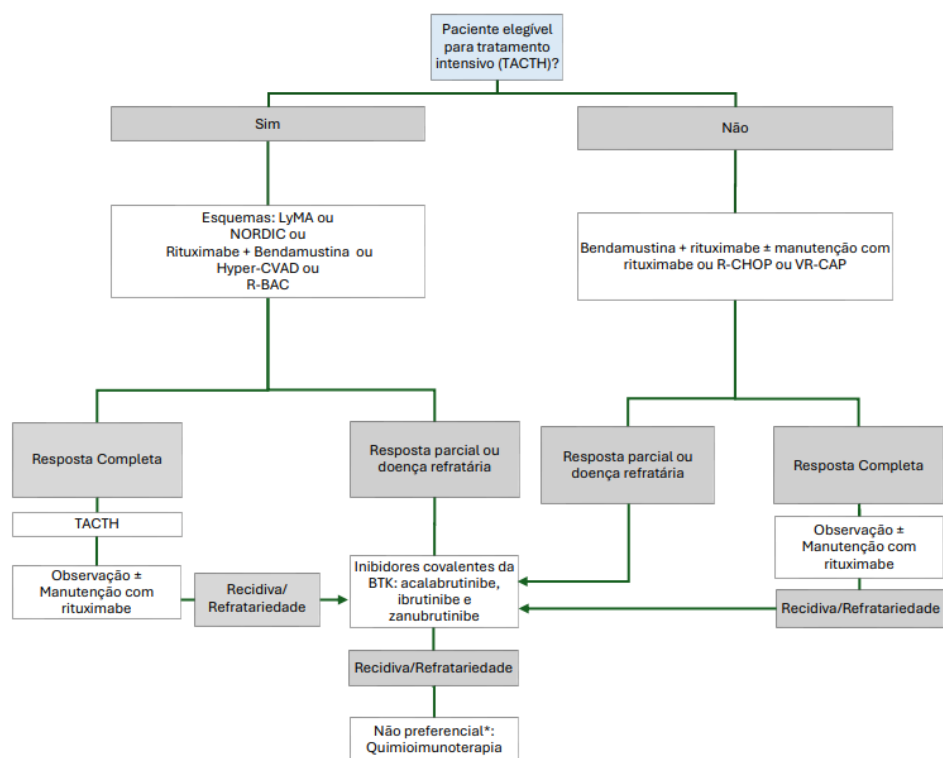 Paciente elegível
para tratamento
intensivo (TACTH)?
Sim
Não
Esquemas: LyMA ou
NORDIC ou
Rituximabe + Bendamustina ou
Hyper-CVAD ou
R-BAC
Bendamustina + rituximabe ± manutenção com
rituximabe ou R-CHOP ou VR-CAP
Resposta Completa
Resposta parcial ou
doença refratária
Resposta parcial ou
doença refratária
Resposta Completa
TACTH
Observação ±
Manutenção com
rituximabe
Observação ±
Manutenção com
rituximabe
Recidiva/
Refratariedade
Inibidores covalentes da
BTK: acalabrutinibe,
ibrutinibe e
zanubrutinibe
Recidiva/Refratariedade
Recidiva/Refratariedade
Não preferencial*:
Quimioimunoterapia